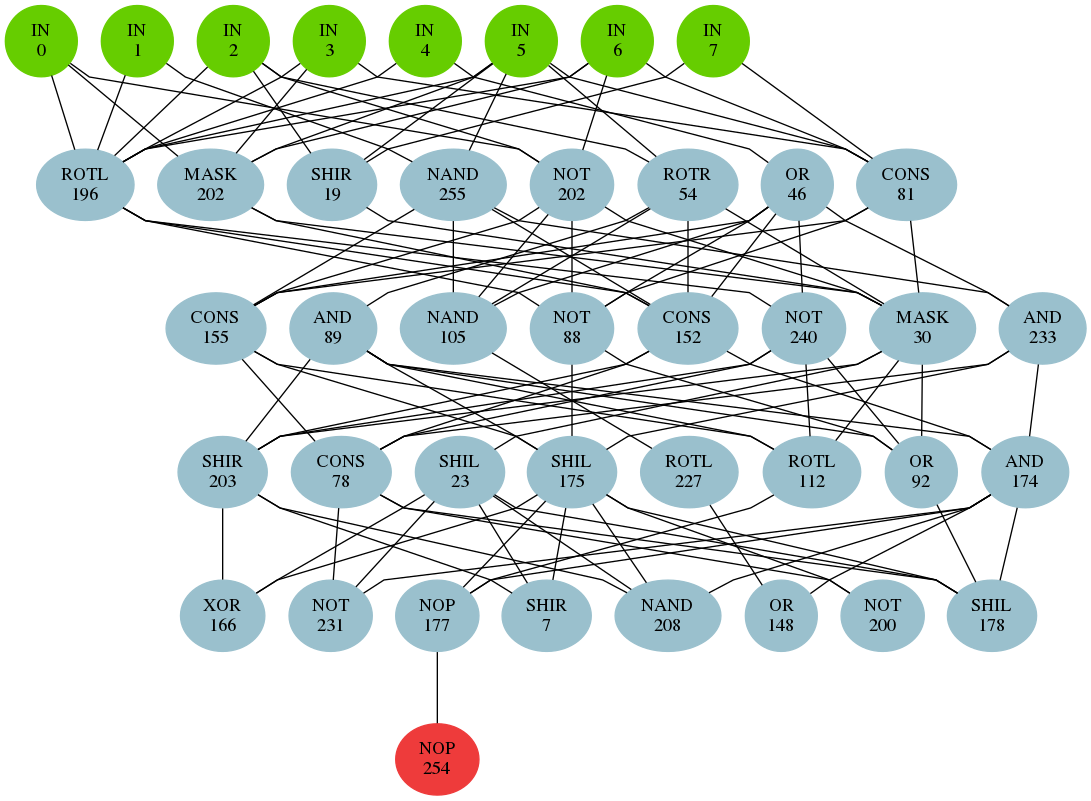 IN
0
IN
1
IN
2
IN
3
IN
4
IN
5
IN
6
IN
7
ROTL
196
MASK
202
SHIR
19
NAND
255
NOT
202
ROTR
54
OR
46
CONS
81
CONS
155
AND
89
NAND
105
NOT
88
CONS
152
NOT
240
MASK
30
AND
233
SHIR
203
CONS
78
SHIL
23
SHIL
175
ROTL
227
ROTL
112
OR
92
AND
174
XOR
166
NOT
231
NOP
177
SHIR
7
NAND
208
OR
148
NOT
200
SHIL
178
NOP
254